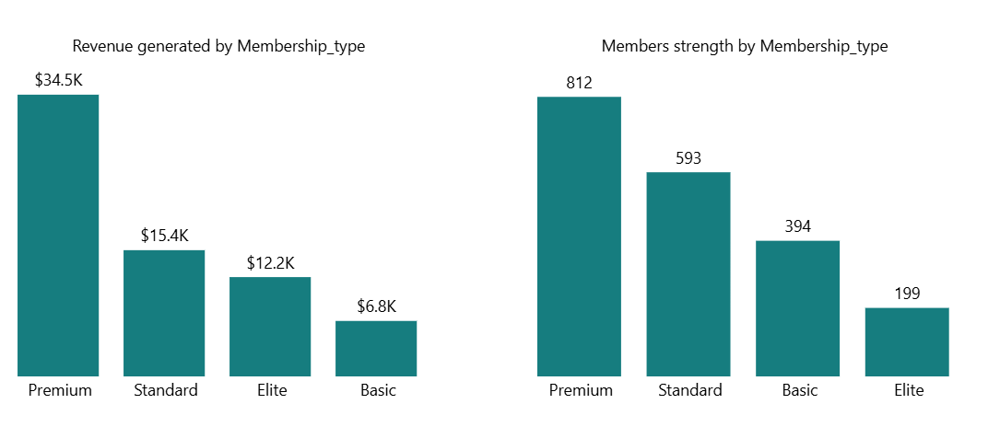 Revenue generated by Membership_type
$34.5K
$15.4K
$12.2K
$6.8K
Premium Standard Elite Basic
Members strength by Membership_type
812
593
394
199
Premium Standard Basic Elite